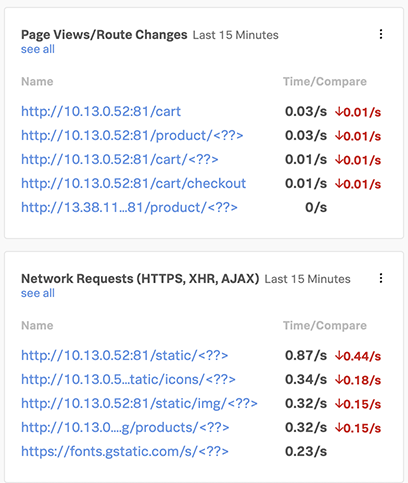 Page Views/Route Changes Last 15 Minutes
see all
Name Time/Compare
http://10.13.0.52:81/cart 0.03/s ↓0.01/s
http://10.13.0.52:81/product/<??> 0.03/s ↓0.01/s
http://10.13.0.52:81/cart/<??> 0.01/s ↓0.01/s
http://10.13.0.52:81/cart/checkout 0.01/s ↓0.01/s
http://13.38.11...81/product/<??> 0/s
Network Requests (HTTPS, XHR, AJAX) Last 15 Minutes
see all
Name Time/Compare
http://10.13.0.52:81/static/<??> 0.87/s ↓0.44/s
http://10.13.0.5...tatic/icons/<??> 0.34/s ↓0.18/s
http://10.13.0.52:81/static/img/<??> 0.32/s ↓0.15/s
http://10.13.0....g/products/<??> 0.32/s ↓0.15/s
https://fonts.gstatic.com/s/<??> 0.23/s